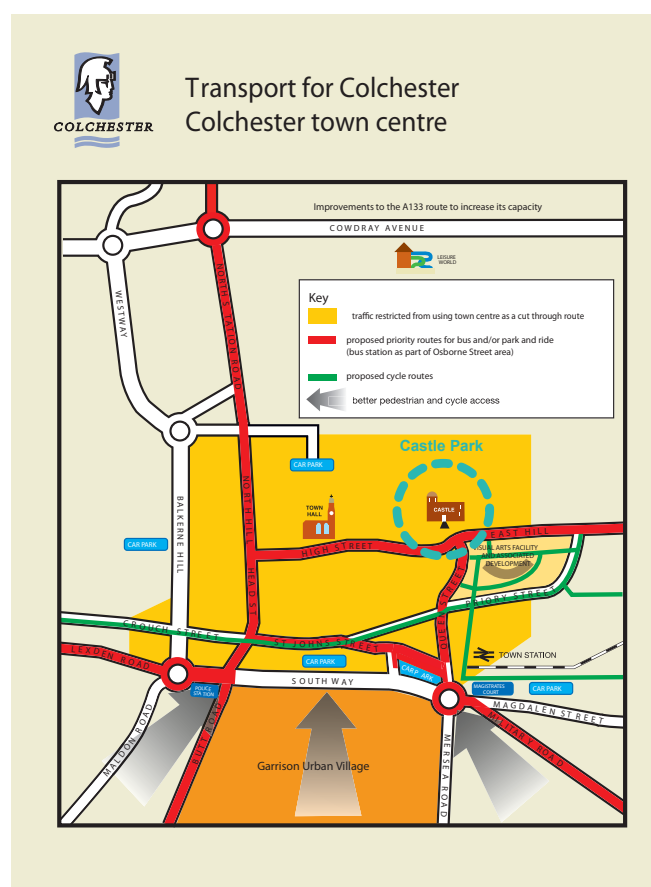 COLCHESTER
Transport for Colchester
Colchester town centre
Improvements to the A133 route to increase its capacity
COWDRAY AVENUE
LEISURE
WORLD
WESTWAY
NORTH STATION ROAD
Key
traffic restricted from using town centre as a cut through route
proposed priority routes for bus and/or park and ride
(bus station as part of Osborne Street area)
proposed cycle routes
better pedestrian and cycle access
Castle Park
CAR PARK
TOWN
HALL
CASTLE
BALKERNE HILL
NORTH HILL
CAR PARK
HIGH STREET
EAST HILL
VISUAL ARTS FACILITY
AND ASSOCIATED
DEVELOPMENT
HEAD ST
QUEEN STREET
PRIORY STREET
CROUCH STREET
ST JOHNS STREET
LEXDEN ROAD
CAR PARK
CAR PARK
TOWN STATION
POLICE
STATION
SOUTHWAY
MAGISTRATES
COURT
CAR PARK
MAGDALEN STREET
MALDON ROAD
BUTT ROAD
MERSEA ROAD
MILITARY ROAD
Garrison Urban Village